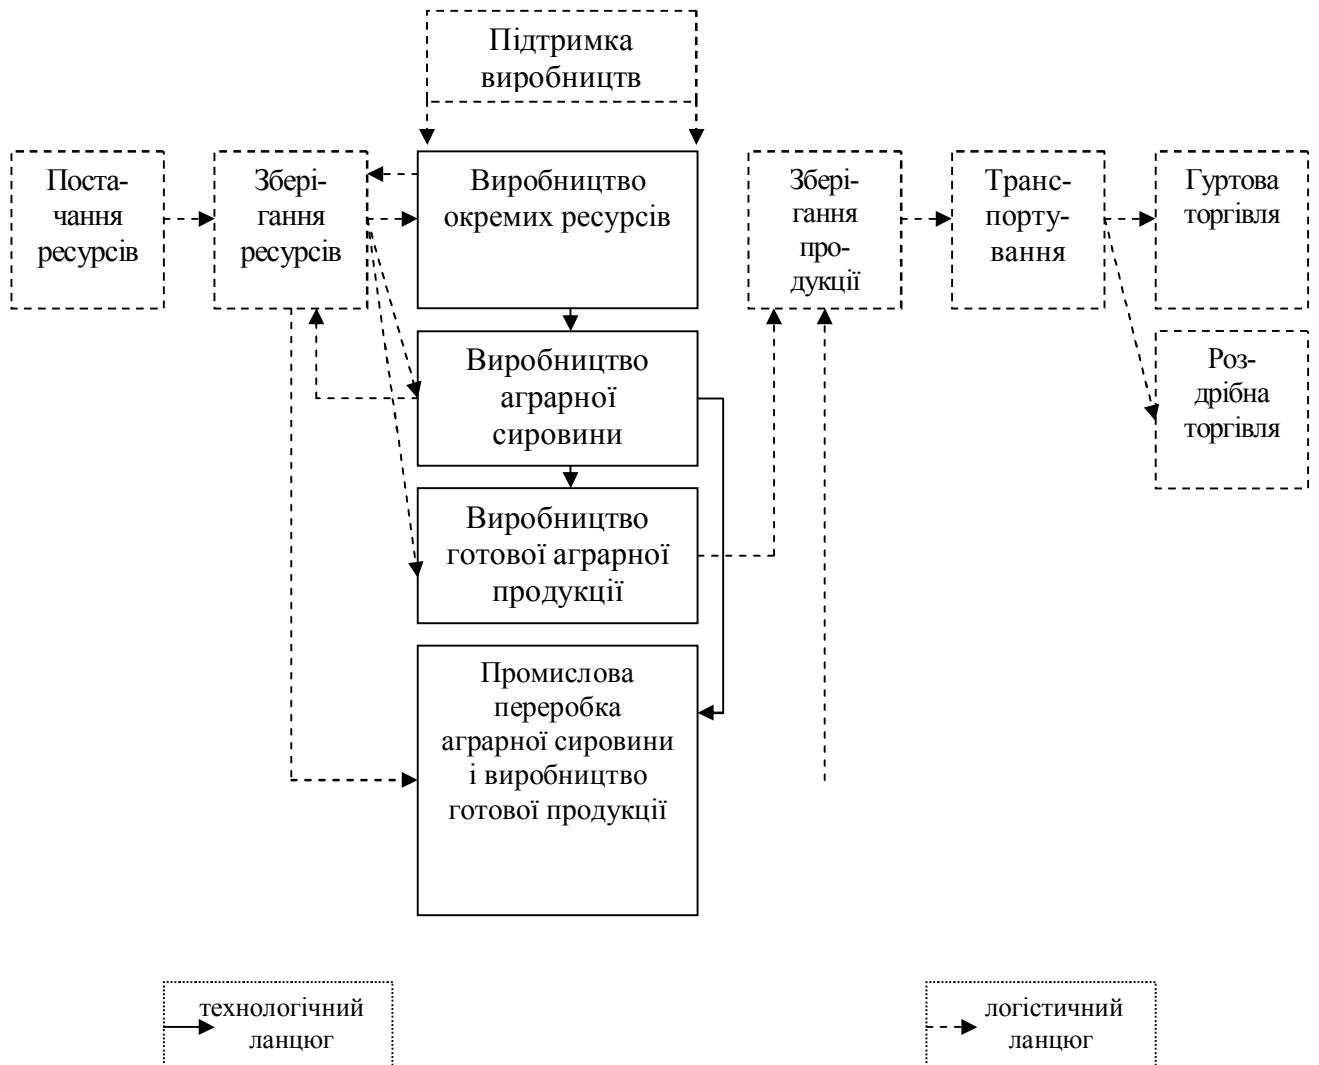 Підтримка
виробництв
Поста-
чання
ресурсів
Збері-
гання
ресурсів
Виробництво
окремих ресурсів
Збері-
гання
про-
дукції
Транс-
порту-
вання
Гуртова
торгівля
Виробництво
аграрної
сировини
Роз-
дрібна
торгівля
Виробництво
готової аграрної
продукції
Промислова
переробка
аграрної сировини
і виробництво
готової продукції
технологічний
ланцюг
логістичний
ланцюг